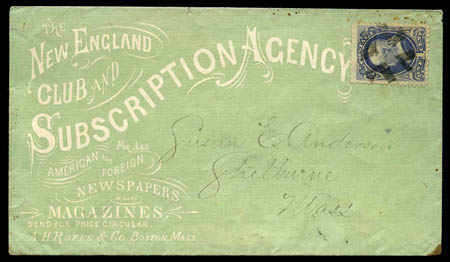 THE
NEW ENGLAND
CLUB AND
SUBSCRIPTION AGENCY
FOR ALL
AMERICAN AND FOREIGN
NEWSPAPERS
AND
MAGAZINES.
SEND FOR PRICE CIRCULAR.
A.H. ROFFE & CO. BOSTON, MASS.
Susan E. Anderson
Shelburne
Mass